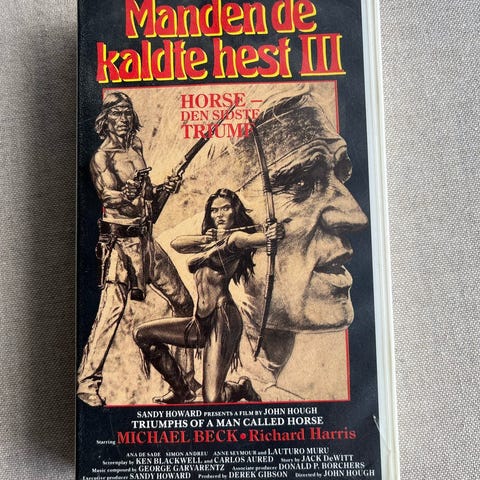 Manden de
kaldte hest III
HORSE –
DEN SIDSTE
TRIUMF
SANDY HOWARD PRESENTS A FILM BY JOHN HOUGH
TRIUMPHS OF A MAN CALLED HORSE
Starring MICHAEL BECK • Richard Harris
ANA DE SADE SIMON ANDREU ANNE SEYMOUR and LAUTURO MURU
Screenplay by KEN BLACKWELL and CARLOS AURED Story by JACK DeWITT
Music composed by GEORGE GARVARENTZ Associate producer DONALD P. BORCHERS
Executive producer SANDY HOWARD Produced by DEREK GIBSON Directed by JOHN HOUGH